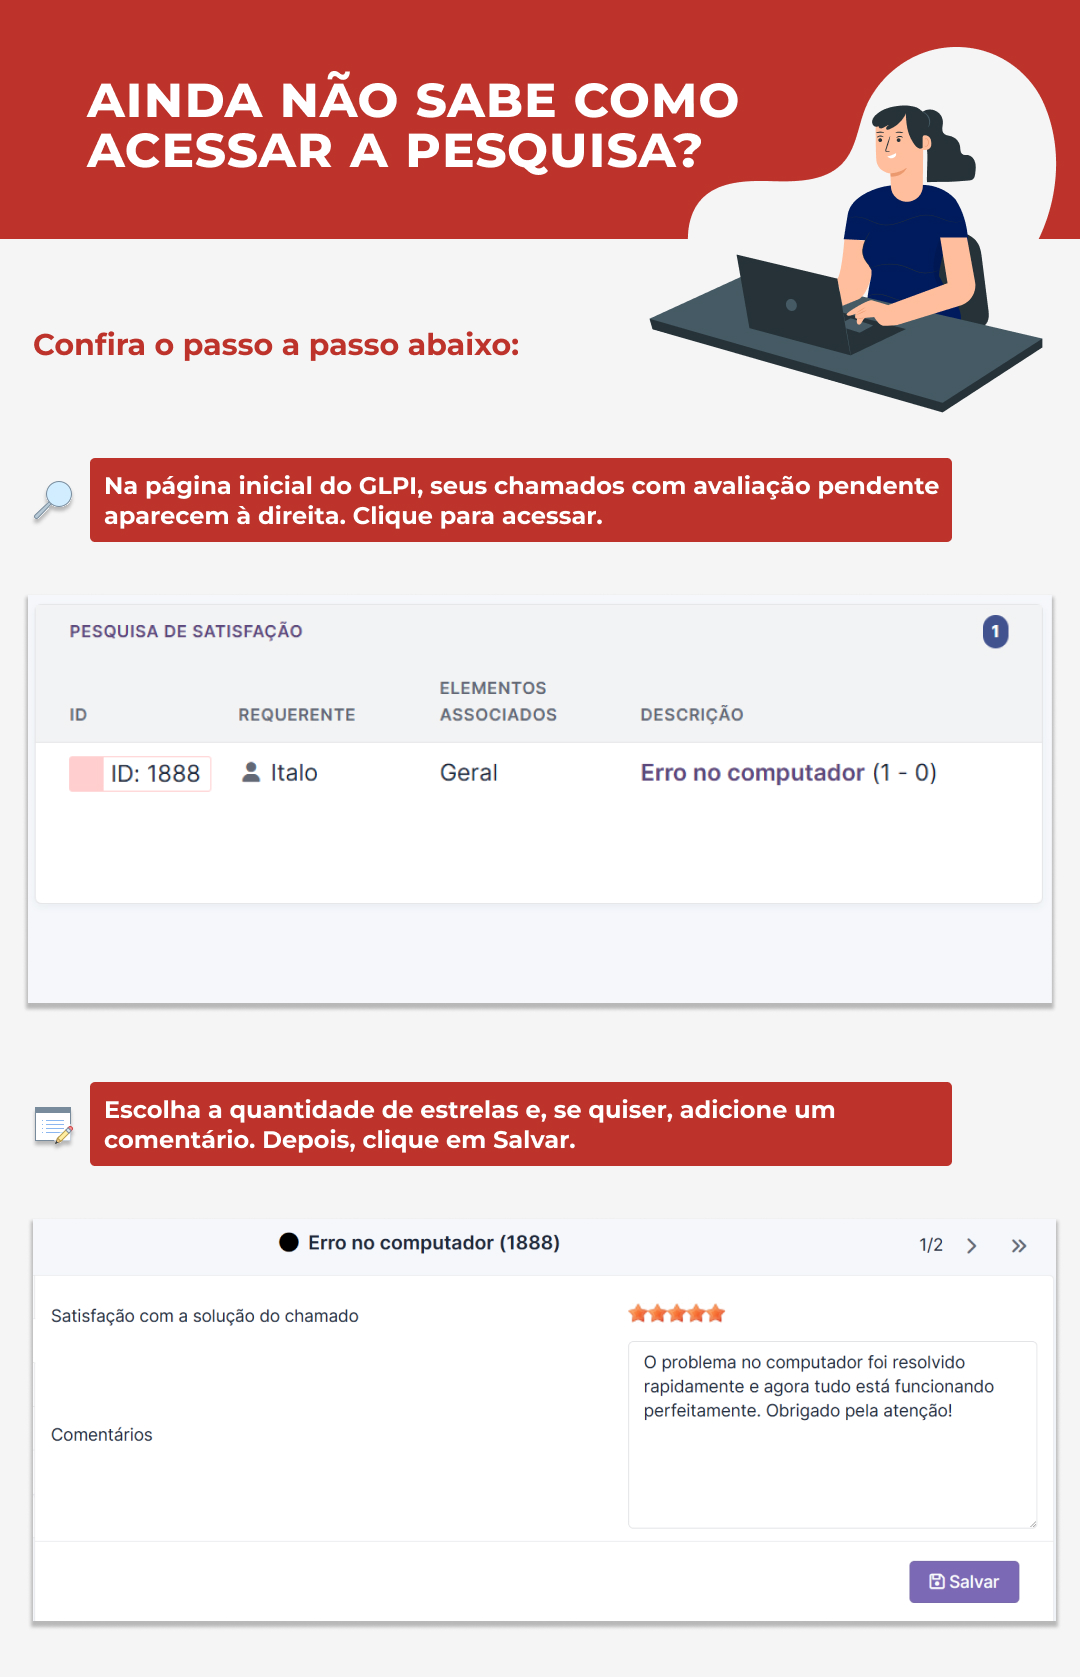 AINDA NÃO SABE COMO
ACESSAR A PESQUISA?
Confira o passo a passo abaixo:
Na página inicial do GLPI, seus chamados com avaliação pendente
aparecem à direita. Clique para acessar.
PESQUISA DE SATISFAÇÃO 1
ID REQUERENTE ELEMENTOS ASSOCIADOS DESCRIÇÃO
ID: 1888 Italo Geral Erro no computador (1 - 0)
Escolha a quantidade de estrelas e, se quiser, adicione um
comentário. Depois, clique em Salvar.
Erro no computador (1888) 1/2
Satisfação com a solução do chamado
O problema no computador foi resolvido
rapidamente e agora tudo está funcionando
perfeitamente. Obrigado pela atenção!
Comentários
Salvar